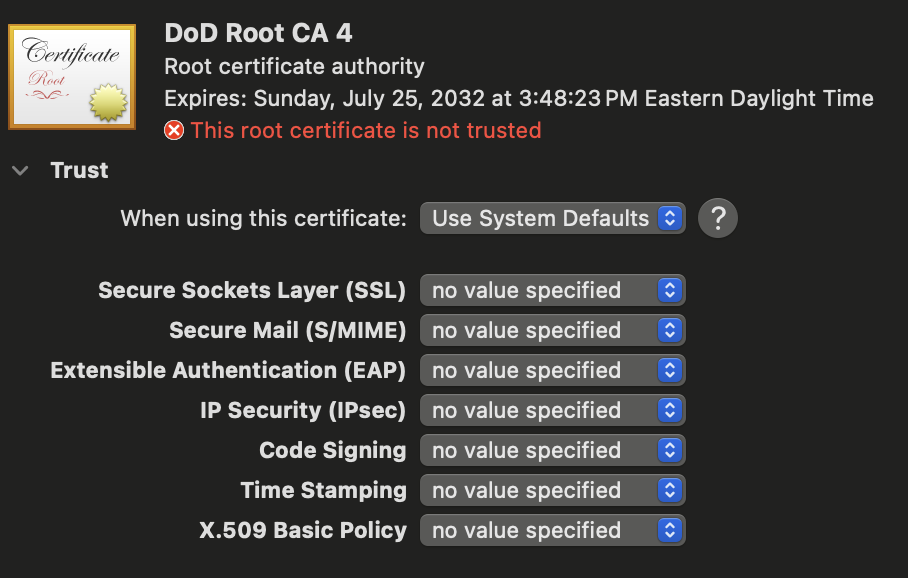 Certificate
Root
DoD Root CA 4
Root certificate authority
Expires: Sunday, July 25, 2032 at 3:48:23 PM Eastern Daylight Time
This root certificate is not trusted
Trust
When using this certificate: Use System Defaults ?
Secure Sockets Layer (SSL) no value specified
Secure Mail (S/MIME) no value specified
Extensible Authentication (EAP) no value specified
IP Security (IPsec) no value specified
Code Signing no value specified
Time Stamping no value specified
X.509 Basic Policy no value specified